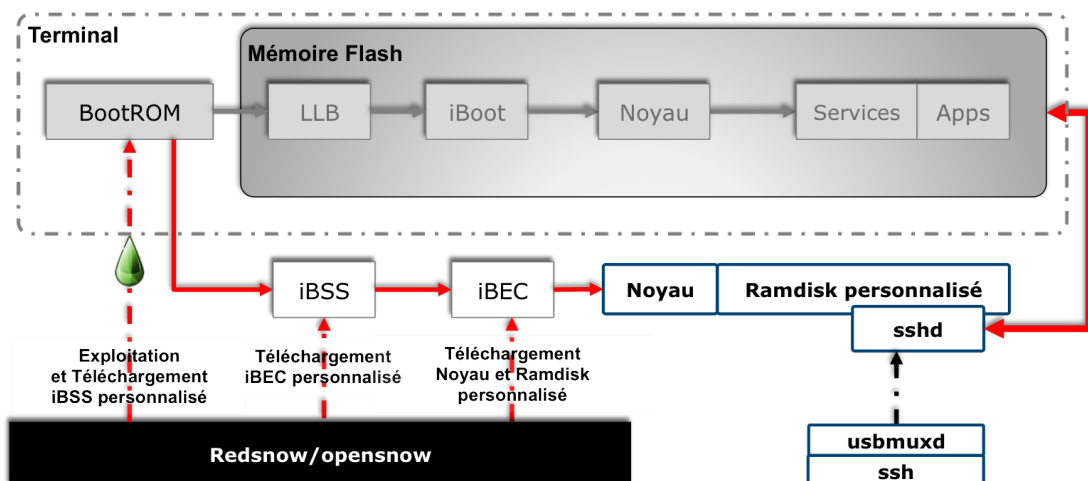 Terminal
Mémoire Flash
BootROM
LLB
iBoot
Noyau
Services
Apps
iBSS
iBEC
Noyau
Ramdisk personnalisé
sshd
Exploitation
et Téléchargement
iBSS personnalisé
Téléchargement
iBEC personnalisé
Téléchargement
Noyau et Ramdisk
personnalisé
Redsnow/opensnow
usbmuxd
ssh